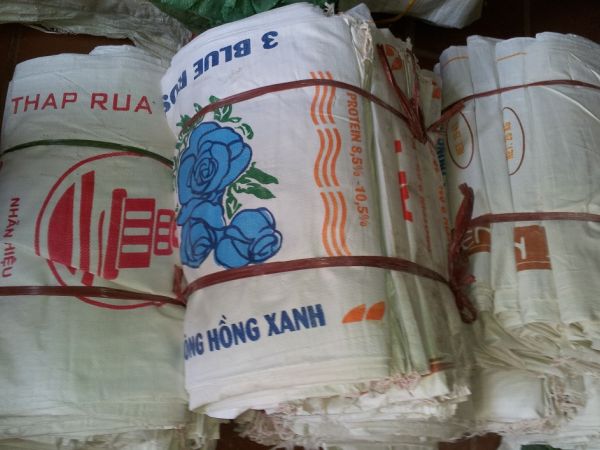 THAP RUA
NHÃN HIỆU
3 BLUE ROS
PROTEIN 8,5% -10,5%
ÔNG HỒNG XANH